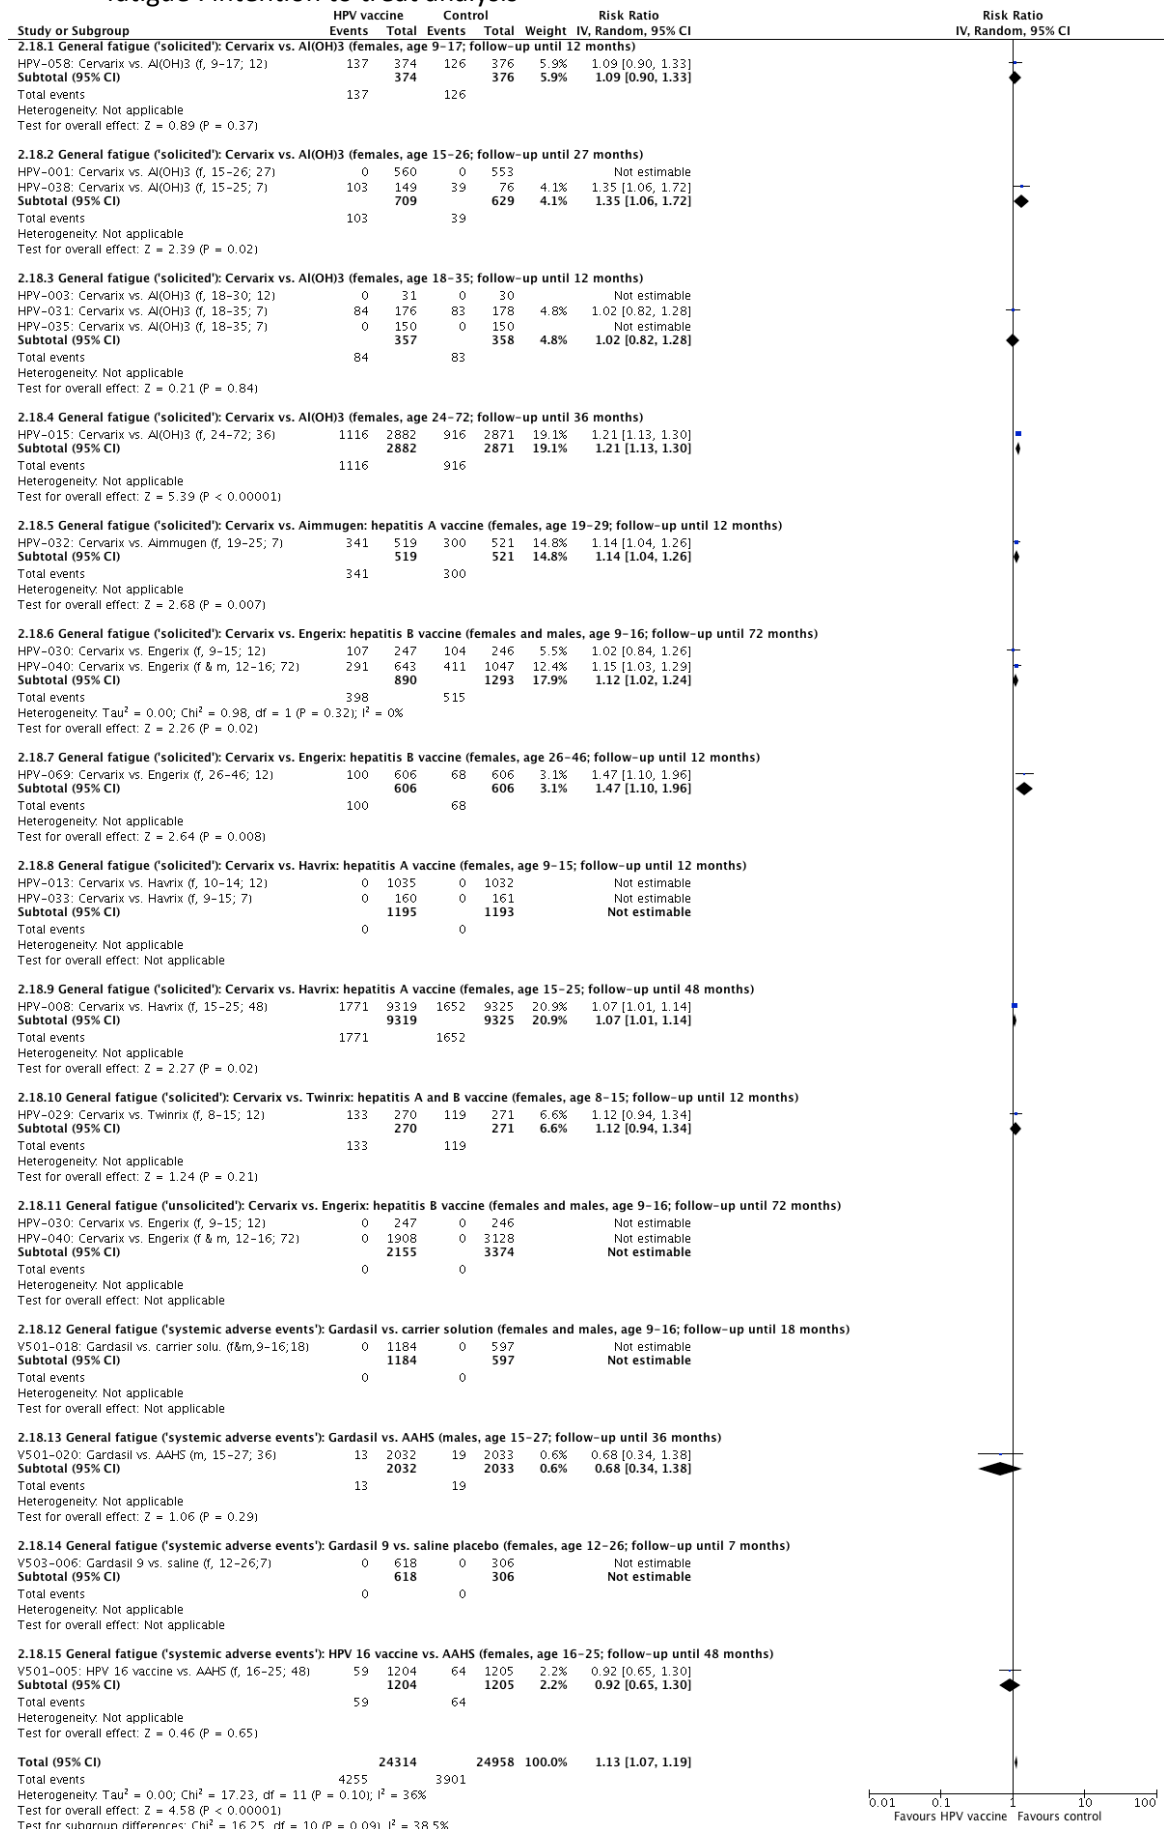 fatigue : intention to treat analysis
HPV vaccine Control Risk Ratio Risk Ratio
Study or Subgroup Events Total Events Total Weight IV, Random, 95% CI IV, Random, 95% CI
2.18.1 General fatigue ('solicited'): Cervarix vs. Al(OH)3 (females, age 9-17; follow-up until 12 months)
HPV-058: Cervarix vs. Al(OH)3 (f, 9-17; 12) 137 374 126 376 5.9% 1.09 [0.90, 1.33]
Subtotal (95% CI) 374 376 5.9% 1.09 [0.90, 1.33]
Total events 137 126
Heterogeneity: Not applicable
Test for overall effect: Z = 0.89 (P = 0.37)
2.18.2 General fatigue ('solicited'): Cervarix vs. Al(OH)3 (females, age 15-26; follow-up until 27 months)
HPV-001: Cervarix vs. Al(OH)3 (f, 15-26; 27) 0 560 0 553 Not estimable
HPV-038: Cervarix vs. Al(OH)3 (f, 15-25; 7) 103 149 39 76 4.1% 1.35 [1.06, 1.72]
Subtotal (95% CI) 709 629 4.1% 1.35 [1.06, 1.72]
Total events 103 39
Heterogeneity: Not applicable
Test for overall effect: Z = 2.39 (P = 0.02)
2.18.3 General fatigue ('solicited'): Cervarix vs. Al(OH)3 (females, age 18-35; follow-up until 12 months)
HPV-003: Cervarix vs. Al(OH)3 (f, 18-30; 12) 0 31 0 30 Not estimable
HPV-031: Cervarix vs. Al(OH)3 (f, 18-35; 7) 84 176 83 178 4.8% 1.02 [0.82, 1.28]
HPV-035: Cervarix vs. Al(OH)3 (f, 18-35; 7) 0 150 0 150 Not estimable
Subtotal (95% CI) 357 358 4.8% 1.02 [0.82, 1.28]
Total events 84 83
Heterogeneity: Not applicable
Test for overall effect: Z = 0.21 (P = 0.84)
2.18.4 General fatigue ('solicited'): Cervarix vs. Al(OH)3 (females, age 24-72; follow-up until 36 months)
HPV-015: Cervarix vs. Al(OH)3 (f, 24-72; 36) 1116 2882 916 2871 19.1% 1.21 [1.13, 1.30]
Subtotal (95% CI) 2882 2871 19.1% 1.21 [1.13, 1.30]
Total events 1116 916
Heterogeneity: Not applicable
Test for overall effect: Z = 5.39 (P < 0.00001)
2.18.5 General fatigue ('solicited'): Cervarix vs. Aimmugen: hepatitis A vaccine (females, age 19-29; follow-up until 12 months)
HPV-032: Cervarix vs. Aimmugen (f, 19-25; 7) 341 519 300 521 14.8% 1.14 [1.04, 1.26]
Subtotal (95% CI) 519 521 14.8% 1.14 [1.04, 1.26]
Total events 341 300
Heterogeneity: Not applicable
Test for overall effect: Z = 2.68 (P = 0.007)
2.18.6 General fatigue ('solicited'): Cervarix vs. Engerix: hepatitis B vaccine (females and males, age 9-16; follow-up until 72 months)
HPV-030: Cervarix vs. Engerix (f, 9-15; 12) 107 247 104 246 5.5% 1.02 [0.84, 1.26]
HPV-040: Cervarix vs. Engerix (f & m, 12-16; 72) 291 643 411 1047 12.4% 1.15 [1.03, 1.29]
Subtotal (95% CI) 890 1293 17.9% 1.12 [1.02, 1.24]
Total events 398 515
Heterogeneity: Tau² = 0.00; Chi² = 0.98, df = 1 (P = 0.32); I² = 0%
Test for overall effect: Z = 2.26 (P = 0.02)
2.18.7 General fatigue ('solicited'): Cervarix vs. Engerix: hepatitis B vaccine (females, age 26-46; follow-up until 12 months)
HPV-069: Cervarix vs. Engerix (f, 26-46; 12) 100 606 68 606 3.1% 1.47 [1.10, 1.96]
Subtotal (95% CI) 606 606 3.1% 1.47 [1.10, 1.96]
Total events 100 68
Heterogeneity: Not applicable
Test for overall effect: Z = 2.64 (P = 0.008)
2.18.8 General fatigue ('solicited'): Cervarix vs. Havrix: hepatitis A vaccine (females, age 9-15; follow-up until 12 months)
HPV-013: Cervarix vs. Havrix (f, 10-14; 12) 0 1035 0 1032 Not estimable
HPV-033: Cervarix vs. Havrix (f, 9-15; 7) 0 160 0 161 Not estimable
Subtotal (95% CI) 1195 1193 Not estimable
Total events 0 0
Heterogeneity: Not applicable
Test for overall effect: Not applicable
2.18.9 General fatigue ('solicited'): Cervarix vs. Havrix: hepatitis A vaccine (females, age 15-25; follow-up until 48 months)
HPV-008: Cervarix vs. Havrix (f, 15-25; 48) 1771 9319 1652 9325 20.9% 1.07 [1.01, 1.14]
Subtotal (95% CI) 9319 9325 20.9% 1.07 [1.01, 1.14]
Total events 1771 1652
Heterogeneity: Not applicable
Test for overall effect: Z = 2.27 (P = 0.02)
2.18.10 General fatigue ('solicited'): Cervarix vs. Twinrix: hepatitis A and B vaccine (females, age 8-15; follow-up until 12 months)
HPV-029: Cervarix vs. Twinrix (f, 8-15; 12) 133 270 119 271 6.6% 1.12 [0.94, 1.34]
Subtotal (95% CI) 270 271 6.6% 1.12 [0.94, 1.34]
Total events 133 119
Heterogeneity: Not applicable
Test for overall effect: Z = 1.24 (P = 0.21)
2.18.11 General fatigue ('unsolicited'): Cervarix vs. Engerix: hepatitis B vaccine (females and males, age 9-16; follow-up until 72 months)
HPV-030: Cervarix vs. Engerix (f, 9-15; 12) 0 247 0 246 Not estimable
HPV-040: Cervarix vs. Engerix (f & m, 12-16; 72) 0 1908 0 3128 Not estimable
Subtotal (95% CI) 2155 3374 Not estimable
Total events 0 0
Heterogeneity: Not applicable
Test for overall effect: Not applicable
2.18.12 General fatigue ('systemic adverse events'): Gardasil vs. carrier solution (females and males, age 9-16; follow-up until 18 months)
V501-018: Gardasil vs. carrier solu. (f&m,9-16;18) 0 1184 0 597 Not estimable
Subtotal (95% CI) 1184 597 Not estimable
Total events 0 0
Heterogeneity: Not applicable
Test for overall effect: Not applicable
2.18.13 General fatigue ('systemic adverse events'): Gardasil vs. AAHS (males, age 15-27; follow-up until 36 months)
V501-020: Gardasil vs. AAHS (m, 15-27; 36) 13 2032 19 2033 0.6% 0.68 [0.34, 1.38]
Subtotal (95% CI) 2032 2033 0.6% 0.68 [0.34, 1.38]
Total events 13 19
Heterogeneity: Not applicable
Test for overall effect: Z = 1.06 (P = 0.29)
2.18.14 General fatigue ('systemic adverse events'): Gardasil 9 vs. saline placebo (females, age 12-26; follow-up until 7 months)
V503-006: Gardasil 9 vs. saline (f, 12-26;7) 0 618 0 306 Not estimable
Subtotal (95% CI) 618 306 Not estimable
Total events 0 0
Heterogeneity: Not applicable
Test for overall effect: Not applicable
2.18.15 General fatigue ('systemic adverse events'): HPV 16 vaccine vs. AAHS (females, age 16-25; follow-up until 48 months)
V501-005: HPV 16 vaccine vs. AAHS (f, 16-25; 48) 59 1204 64 1205 2.2% 0.92 [0.65, 1.30]
Subtotal (95% CI) 1204 1205 2.2% 0.92 [0.65, 1.30]
Total events 59 64
Heterogeneity: Not applicable
Test for overall effect: Z = 0.46 (P = 0.65)
Total (95% CI) 24314 24958 100.0% 1.13 [1.07, 1.19]
Total events 4255 3901
Heterogeneity: Tau² = 0.00; Chi² = 17.23, df = 11 (P = 0.10); I² = 36%
Test for overall effect: Z = 4.58 (P < 0.00001)
Test for subgroup differences: Chi² = 16.25, df = 10 (P = 0.09), I² = 38.5%
0.01 0.1 1 10 100
Favours HPV vaccine Favours control